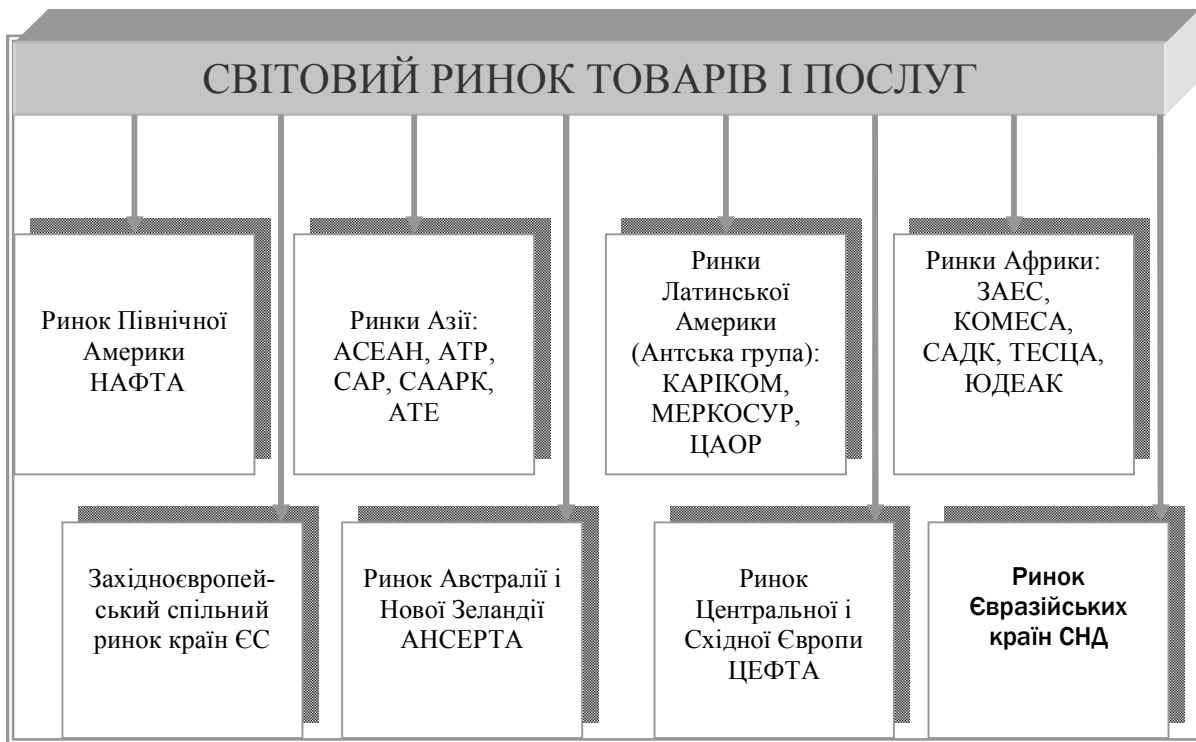 СВІТОВИЙ РИНОК ТОВАРІВ І ПОСЛУГ
Ринок Північної
Америки
НАФТА
Ринки Азії:
АСЕАН, АТР,
САР, СААРК,
АТЕ
Ринки
Латинської
Америки
(Антська група):
КАРІКОМ,
МЕРКОСУР,
ЦАОР
Ринки Африки:
ЗАЕС,
КОМЕСА,
САДК, ТЕСЦА,
ЮДЕАК
Західноєвропей-
ський спільний
ринок країн ЄС
Ринок Австралії і
Нової Зеландії
АНСЕРТА
Ринок
Центральної і
Східної Європи
ЦЕФТА
Ринок
Євразійських
країн СНД